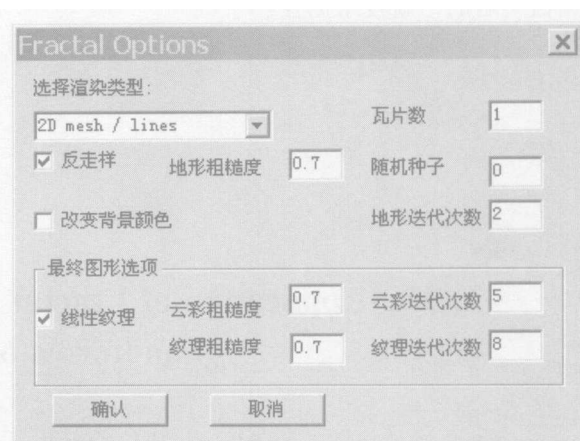 Fractal Options
选择渲染类型:
2D mesh / lines
瓦片数 1
反走样 地形粗糙度 0.7 随机种子 0
改变背景颜色 地形迭代次数 2
最终图形选项
线性纹理 云彩粗糙度 0.7 云彩迭代次数 5
纹理粗糙度 0.7 纹理迭代次数 8
确认 取消